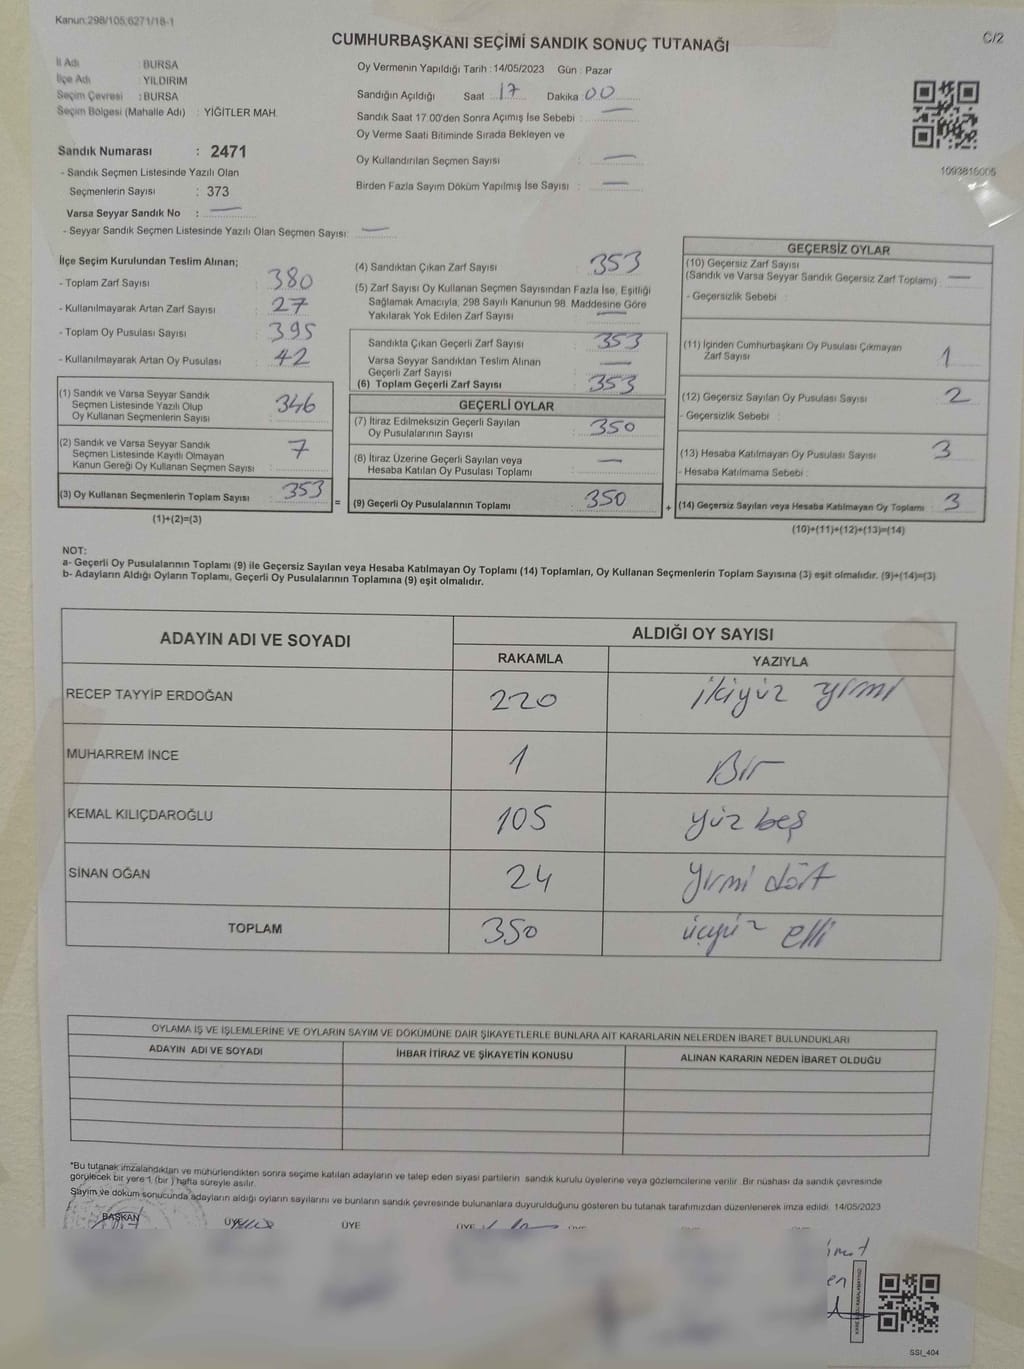 Kanun:298/105;6271/18-1
C/2
CUMHURBAŞKANI SEÇİMİ SANDIK SONUÇ TUTANAĞI
İl Adı : BURSA
İlçe Adı : YILDIRIM
Seçim Çevresi : BURSA
Seçim Bölgesi (Mahalle Adı) : YİĞİTLER MAH.
Sandık Numarası : 2471
- Sandık Seçmen Listesinde Yazılı Olan
Seçmenlerin Sayısı : 373
Varsa Seyyar Sandık No : —
- Seyyar Sandık Seçmen Listesinde Yazılı Olan Seçmen Sayısı: —
Oy Vermenin Yapıldığı Tarih : 14/05/2023 Gün : Pazar
Sandığın Açıldığı Saat 17 Dakika 00
Sandık Saat 17.00'den Sonra Açımış İse Sebebi : —
Oy Verme Saati Bitiminde Sırada Bekleyen ve
Oy Kullandırılan Seçmen Sayısı : —
Birden Fazla Sayım Döküm Yapılmış İse Sayısı : —
1093815005
İlçe Seçim Kurulundan Teslim Alınan;
- Toplam Zarf Sayısı : 380
- Kullanılmayarak Artan Zarf Sayısı : 27
- Toplam Oy Pusulası Sayısı : 395
- Kullanılmayarak Artan Oy Pusulası : 42
(1) Sandık ve Varsa Seyyar Sandık
Seçmen Listesinde Yazılı Olup
Oy Kullanan Seçmenlerin Sayısı : 346
(2) Sandık ve Varsa Seyyar Sandık
Seçmen Listesinde Kayıtlı Olmayan
Kanun Gereği Oy Kullanan Seçmen Sayısı : 7
(3) Oy Kullanan Seçmenlerin Toplam Sayısı : 353 =
(1)+(2)=(3)
(4) Sandıktan Çıkan Zarf Sayısı : 353
(5) Zarf Sayısı Oy Kullanan Seçmen Sayısından Fazla İse, Eşitliği
Sağlamak Amacıyla, 298 Sayılı Kanunun 98. Maddesine Göre
Yakılarak Yok Edilen Zarf Sayısı : —
Sandıkta Çıkan Geçerli Zarf Sayısı : 353
Varsa Seyyar Sandıktan Teslim Alınan
Geçerli Zarf Sayısı : —
(6) Toplam Geçerli Zarf Sayısı : 353
GEÇERLİ OYLAR
(7) İtiraz Edilmeksizin Geçerli Sayılan
Oy Pusulalarının Sayısı : 350
(8) İtiraz Üzerine Geçerli Sayılan veya
Hesaba Katılan Oy Pusulası Toplamı : —
(9) Geçerli Oy Pusulalarının Toplamı : 350 +
GEÇERSİZ OYLAR
(10) Geçersiz Zarf Sayısı
(Sandık ve Varsa Seyyar Sandık Geçersiz Zarf Toplamı) : —
- Geçersizlik Sebebi :
(11) İçinden Cumhurbaşkanı Oy Pusulası Çıkmayan
Zarf Sayısı : 1
(12) Geçersiz Sayılan Oy Pusulası Sayısı : 2
- Geçersizlik Sebebi :
(13) Hesaba Katılmayan Oy Pusulası Sayısı : 3
- Hesaba Katılmama Sebebi :
(14) Geçersiz Sayılan veya Hesaba Katılmayan Oy Toplamı : 3
(10)+(11)+(12)+(13)=(14)
NOT:
a- Geçerli Oy Pusulalarının Toplamı (9) ile Geçersiz Sayılan veya Hesaba Katılmayan Oy Toplamı (14) Toplamları, Oy Kullanan Seçmenlerin Toplam Sayısına (3) eşit olmalıdır. (9)+(14)=(3)
b- Adayların Aldığı Oyların Toplamı, Geçerli Oy Pusulalarının Toplamına (9) eşit olmalıdır.
ADAYIN ADI VE SOYADI ALDIĞI OY SAYISI
RAKAMLA YAZIYLA
RECEP TAYYİP ERDOĞAN 220 ikiyüz yirmi
MUHARREM İNCE 1 Bir
KEMAL KILIÇDAROĞLU 105 yüz beş
SİNAN OĞAN 24 yirmi dört
TOPLAM 350 üçyüz elli
OYLAMA İŞ VE İŞLEMLERİNE VE OYLARIN SAYIM VE DÖKÜMÜNE DAİR ŞİKAYETLERLE BUNLARA AİT KARARLARIN NELERDEN İBARET BULUNDUKLARI
ADAYIN ADI VE SOYADI İHBAR İTİRAZ VE ŞİKAYETİN KONUSU ALINAN KARARIN NEDEN İBARET OLDUĞU
"Bu tutanak imzalandıktan ve mühürlendikten sonra seçime katılan adayların ve talep eden siyasi partilerin sandık kurulu üyelerine veya gözlemcilerine verilir. Bir nüshası da sandık çevresinde
görülecek bir yere 1 (bir ) hafta süreyle asılır.
Sayım ve döküm sonucunda adayların aldığı oyların sayılarını ve bunların sandık çevresinde bulunanlara duyurulduğunu gösteren bu tutanak tarafımızdan düzenlenerek imza edildi. 14/05/2023
BAŞKAN ÜYE ÜYE ÜYE
SSI_404